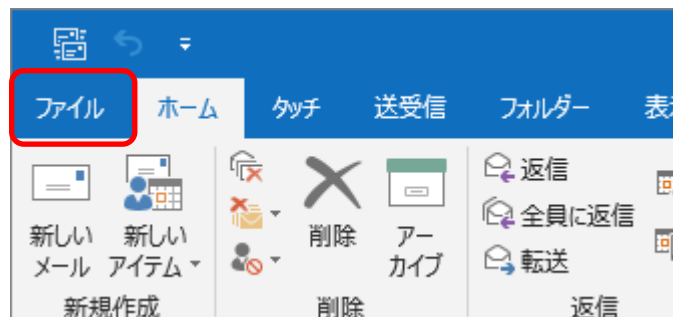 ファイル ホーム タッチ 送受信 フォルダー 表
新しい
メール
新しい
アイテム
新規作成
削除
アー
カイブ
削除
返信
全員に返信
転送
返信